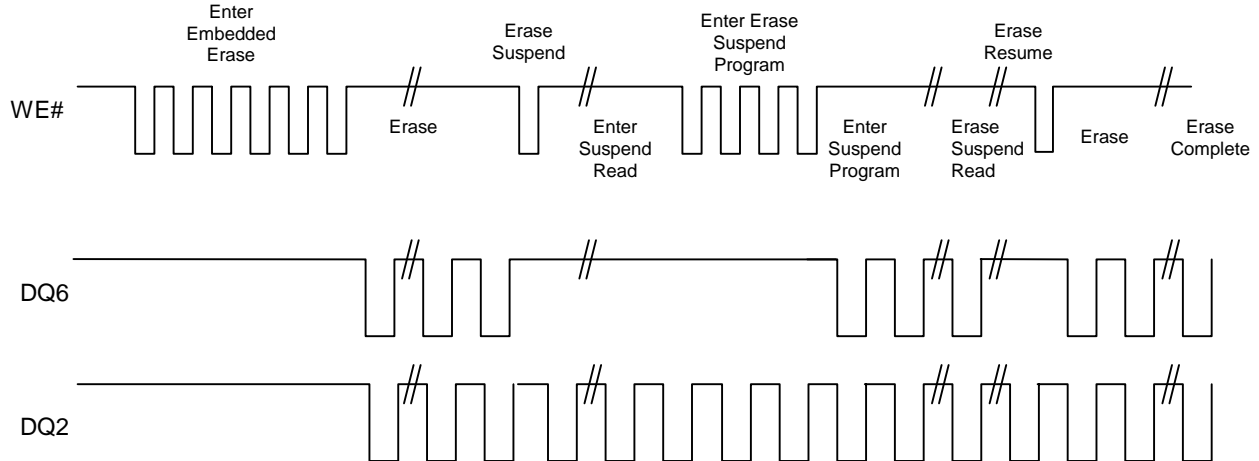 Enter
Embedded
Erase
Erase
Suspend
Enter Erase
Suspend
Program
Erase
Resume
WE#
Erase
Enter
Suspend
Read
Enter
Suspend
Program
Erase
Suspend
Read
Erase
Erase
Complete
DQ6
DQ2